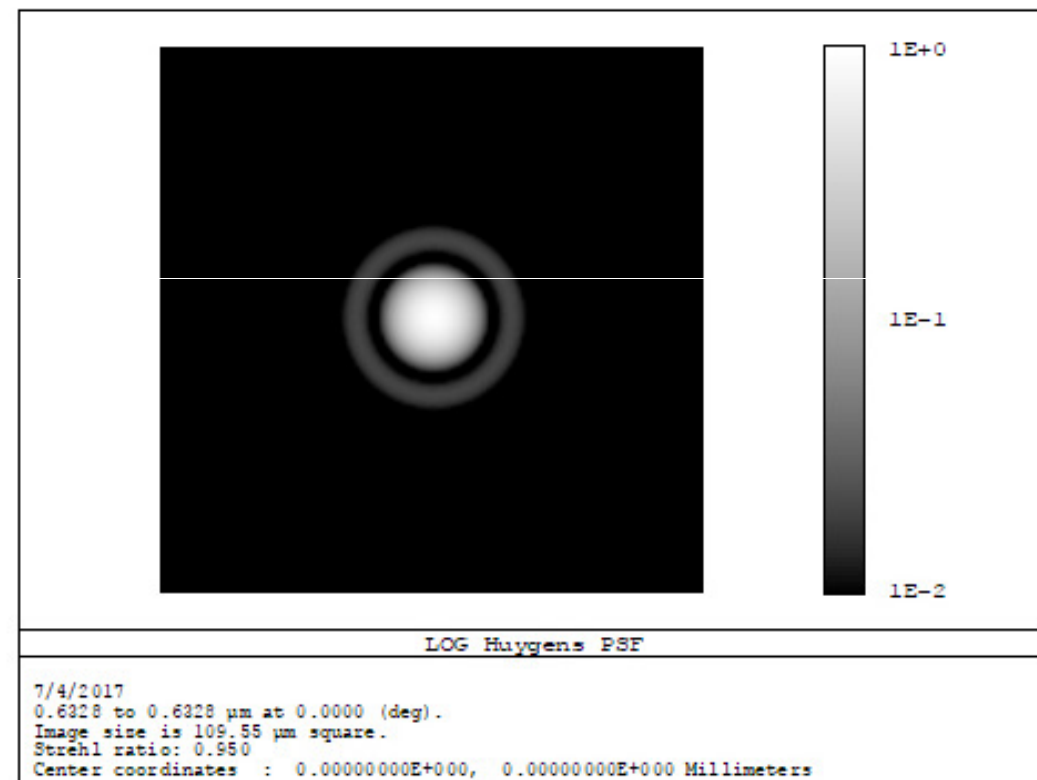 1E+0
1E-1
1E-2
LOG Huygens PSF
7/4/2017
0.6328 to 0.6328 µm at 0.0000 (deg).
Image size is 109.55 µm square.
Strehl ratio: 0.950
Center coordinates  :  0.00000000E+000,  0.00000000E+000 Millimeters